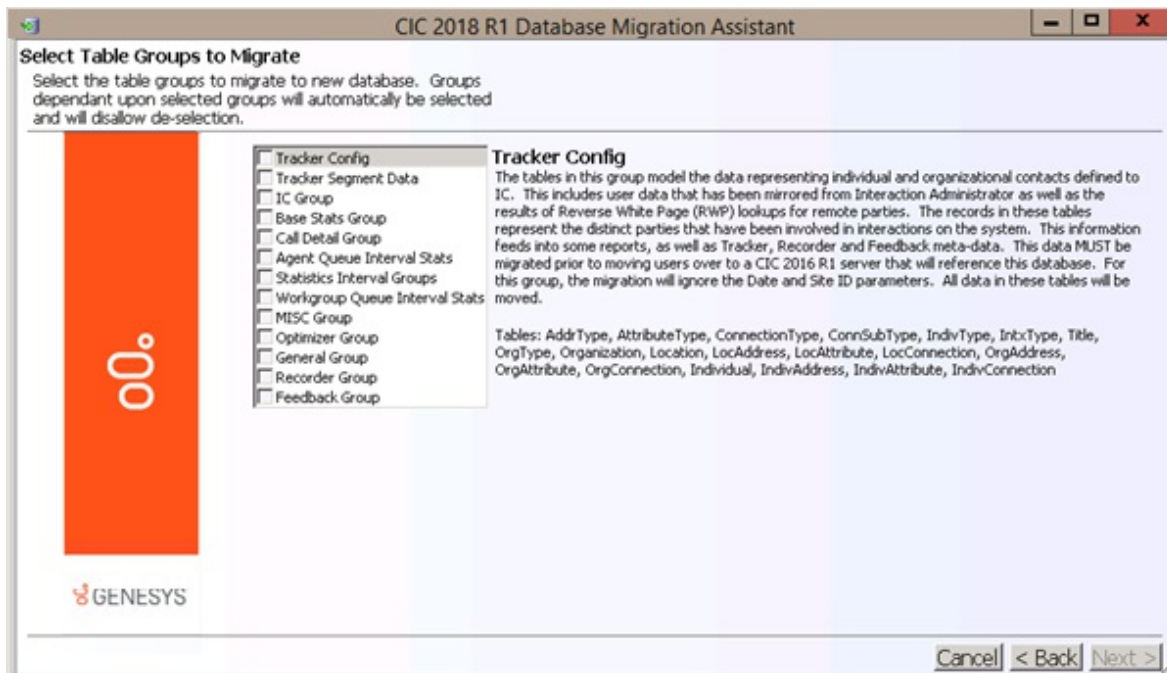 CIC 2018 R1 Database Migration Assistant
Select Table Groups to Migrate
Select the table groups to migrate to new database. Groups
dependant upon selected groups will automatically be selected
and will disallow de-selection.
Tracker Config
Tracker Segment Data
IC Group
Base Stats Group
Call Detail Group
Agent Queue Interval Stats
Statistics Interval Groups
Workgroup Queue Interval Stats
MISC Group
Optimizer Group
General Group
Recorder Group
Feedback Group
Tracker Config
The tables in this group model the data representing individual and organizational contacts defined to
IC. This includes user data that has been mirrored from Interaction Administrator as well as the
results of Reverse White Page (RWP) lookups for remote parties. The records in these tables
represent the distinct parties that have been involved in interactions on the system. This information
feeds into some reports, as well as Tracker, Recorder and Feedback meta-data. This data MUST be
migrated prior to moving users over to a CIC 2016 R1 server that will reference this database. For
this group, the migration will ignore the Date and Site ID parameters. All data in these tables will be
moved.
Tables: AddrType, AttributeType, ConnectionType, ConnSubType, IndivType, IntxType, Title,
OrgType, Organization, Location, LocAddress, LocAttribute, LocConnection, OrgAddress,
OrgAttribute, OrgConnection, Individual, IndivAddress, IndivAttribute, IndivConnection
GENESYS
Cancel < Back Next >